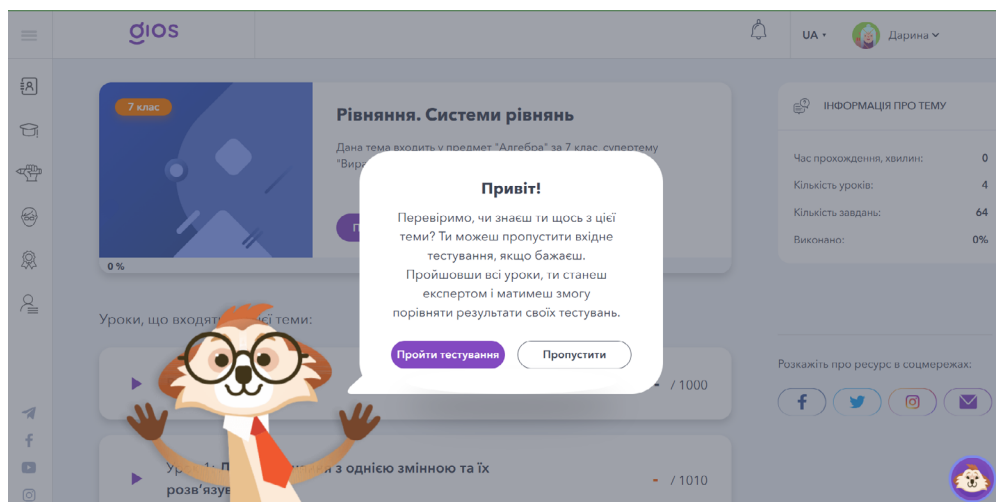 gios
UA
Дарина
7 клас
Рівняння. Системи рівнянь
Дана тема входить у предмет "Алгебра" за 7 клас, супертему
0 %
Привіт!
Перевіримо, чи знаєш ти щось з цієї
теми? Ти можеш пропустити вхідне
тестування, якщо бажаєш.
Пройшовши всі уроки, ти станеш
експертом і матимеш змогу
порівняти результати своїх тестувань.
Пройти тестування
Пропустити
ІНФОРМАЦІЯ ПРО ТЕМУ
Час проходження, хвилин: 0
Кількість уроків: 4
Кількість завдань: 64
Виконано: 0%
Уроки, що входять
теми:
- / 1000
з однією змінною та їх
- / 1010
Розкажіть про ресурс в соцмережах: